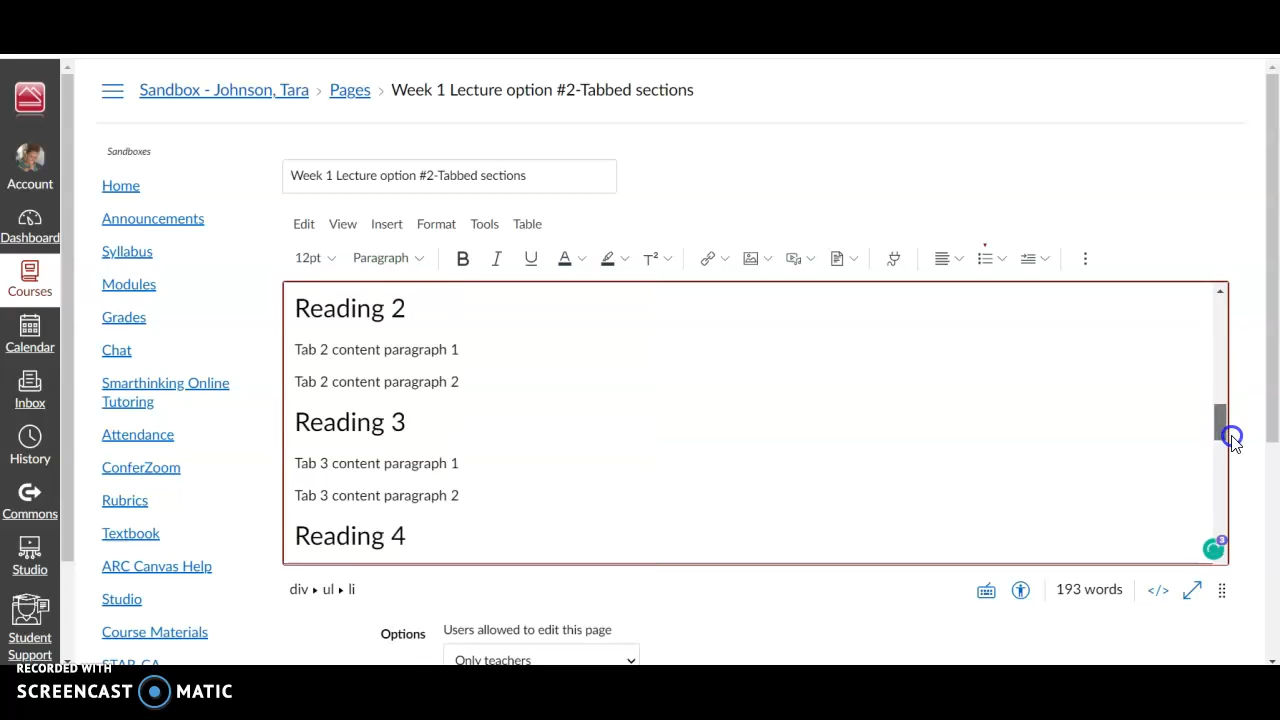 Sandbox - Johnson, Tara › Pages › Week 1 Lecture option #2-Tabbed sections
Account
Dashboard
Courses
Calendar
Inbox
History
Commons
Studio
Student
Support
Sandboxes
Home
Announcements
Syllabus
Modules
Grades
Chat
Smarthinking Online
Tutoring
Attendance
ConferZoom
Rubrics
Textbook
ARC Canvas Help
Studio
Course Materials
STAR-CA
Week 1 Lecture option #2-Tabbed sections
Edit View Insert Format Tools Table
12pt Paragraph B I U A T²
Reading 2
Tab 2 content paragraph 1
Tab 2 content paragraph 2
Reading 3
Tab 3 content paragraph 1
Tab 3 content paragraph 2
Reading 4
3
div ▸ ul ▸ li
193 words </>
Options Users allowed to edit this page
Only teachers
RECORDED WITH
SCREENCAST MATIC